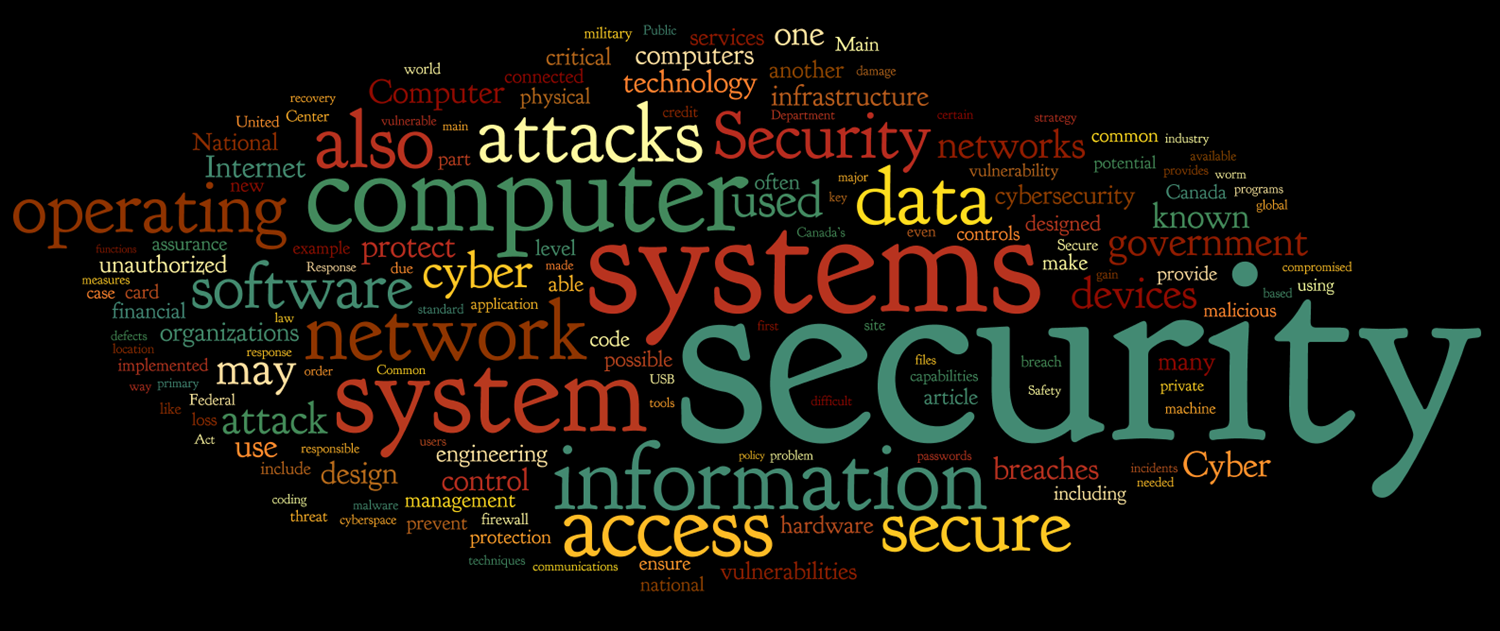 military
Public
services
one
Main
critical
computers
world
connected
technology
another
damage
Computer
physical
infrastructure
recovery
United
Center
vulnerable
main
credit
Department
certain
strategy
National
also
part
attacks
Security
networks
common
industry
Internet
new
vulnerability
potential
available
provides
worm
computer
often
used
major
key
data
cybersecurity
Canada
programs
global
operating
Canada's
even
controls
designed
known
functions
assurance
example
protect
level
systems
Secure
government
unauthorized
Response
due
cyber
made
able
make
gain
provide
compromised
measures
case
card
software
standard
application
devices
based
using
financial
law
malicious
defects
organizations
network
code
first
site
security
location
response
possible
files
breach
many
implemented
may
order
Common
system
USB
capabilities
way
primary
Safety
private
Federal
tools
difficult
article
machine
like
loss
attack
Act
users
use
responsible
engineering
information
policy
problem
passwords
breaches
incidents
Cyber
include
design
control
needed
including
coding
malware
management
threat
cyberspace
prevent
firewall
access
hardware
secure
protection
techniques
communications
ensure
vulnerabilities
national